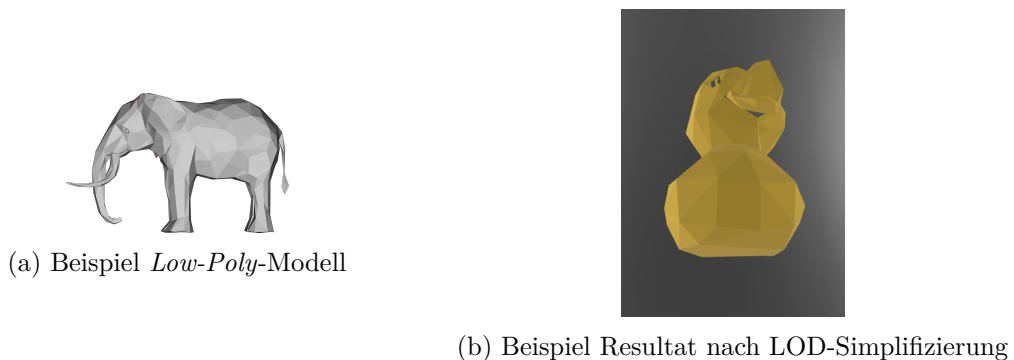 (a) Beispiel Low-Poly-Modell
(b) Beispiel Resultat nach LOD-Simplifizierung